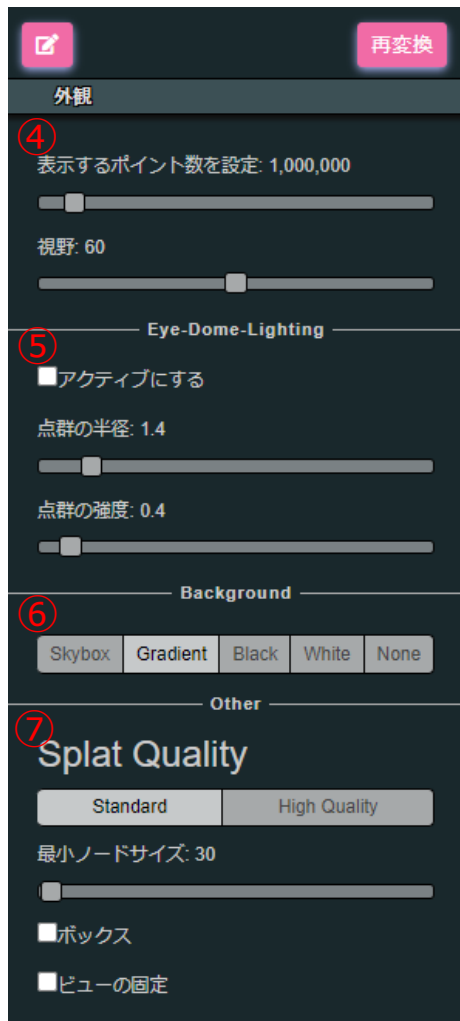 再変換
外観
④
表示するポイント数を設定: 1,000,000
視野: 60
Eye-Dome-Lighting
⑤
アクティブにする
点群の半径: 1.4
点群の強度: 0.4
Background
⑥
Skybox Gradient Black White None
Other
⑦
Splat Quality
Standard High Quality
最小ノードサイズ: 30
ボックス
ビューの固定